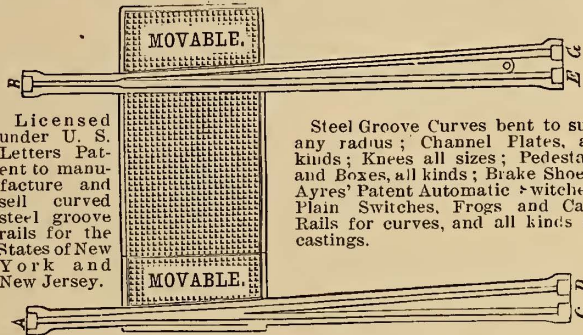 MOVABLE.
B
G
E
Licensed
under U. S.
Letters Pat-
ent to manu-
facture and
sell curved
steel groove
rails for the
States of New
York and
New Jersey.
Steel Groove Curves bent to su
any radius ; Channel Plates, a
kinds ; Knees all sizes ; Pedesta
and Boxes, all kinds ; Brake Shoe
Ayres' Patent Automatic Switche
Plain Switches, Frogs and Ca
Rails for curves, and all kinds
castings.
MOVABLE.
A
D
C